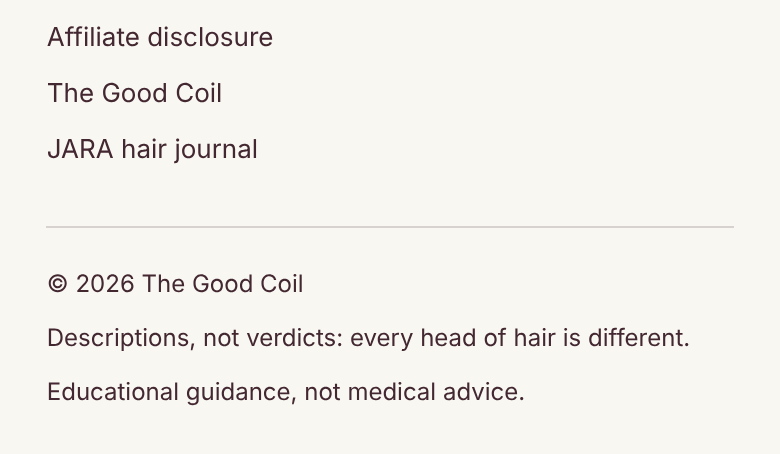 Affiliate disclosure
The Good Coil
JARA hair journal
© 2026 The Good Coil
Descriptions, not verdicts: every head of hair is different.
Educational guidance, not medical advice.